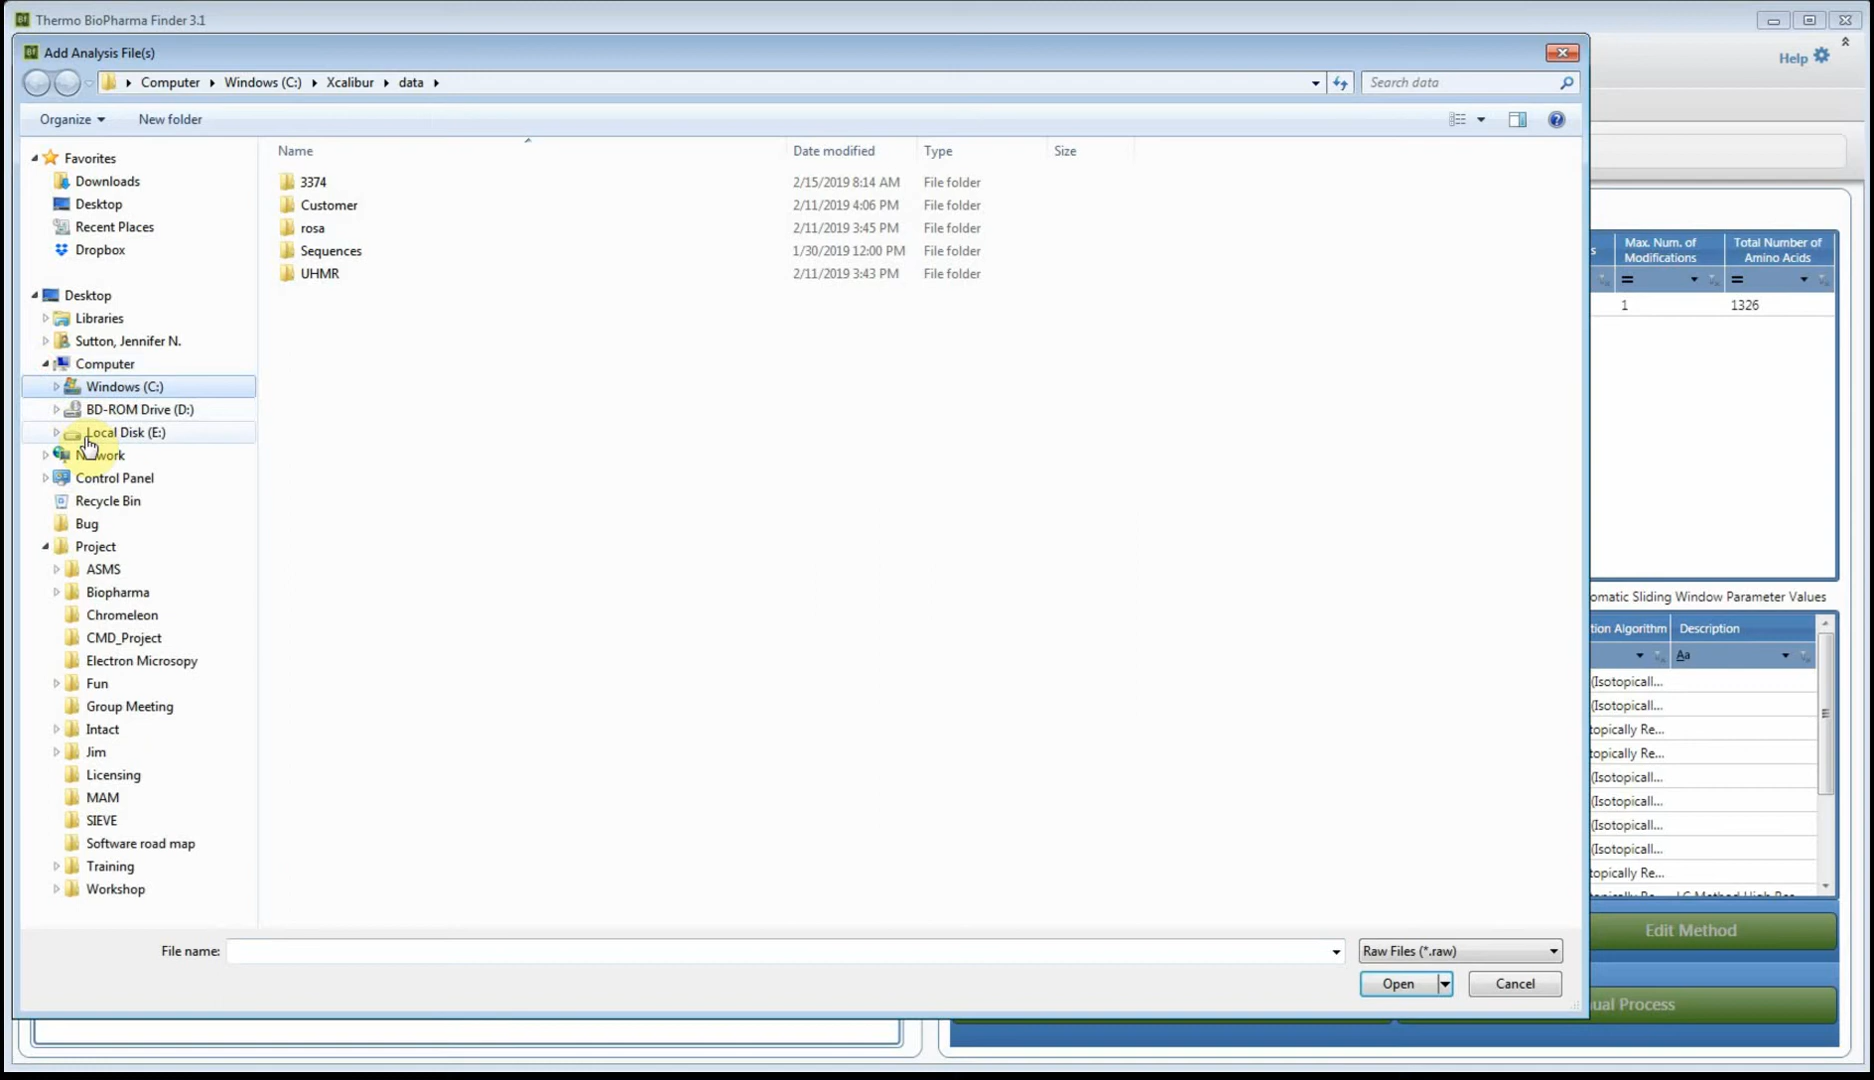 Thermo BioPharma Finder 3.1
Add Analysis File(s)
Help
Computer Windows (C:) Xcalibur data
Search data
Organize New folder
Name Date modified Type Size
3374 2/15/2019 8:14 AM File folder
Customer 2/11/2019 4:06 PM File folder
rosa 2/11/2019 3:45 PM File folder
Sequences 1/30/2019 12:00 PM File folder
UHMR 2/11/2019 3:43 PM File folder
Favorites
Downloads
Desktop
Recent Places
Dropbox
Desktop
Libraries
Sutton, Jennifer N.
Computer
Windows (C:)
BD-ROM Drive (D:)
Local Disk (E:)
Network
Control Panel
Recycle Bin
Bug
Project
ASMS
Biopharma
Chromeleon
CMD_Project
Electron Microsopy
Fun
Group Meeting
Intact
Jim
Licensing
MAM
SIEVE
Software road map
Training
Workshop
File name:
Raw Files (*.raw)
Open Cancel
s Max. Num. of Modifications Total Number of Amino Acids
= =
1 1326
omatic Sliding Window Parameter Values
tion Algorithm Description
Aa
(Isotopicall...
(Isotopicall...
topically Re...
topically Re...
(Isotopicall...
(Isotopicall...
(Isotopicall...
(Isotopicall...
topically Re...
Edit Method
ual Process